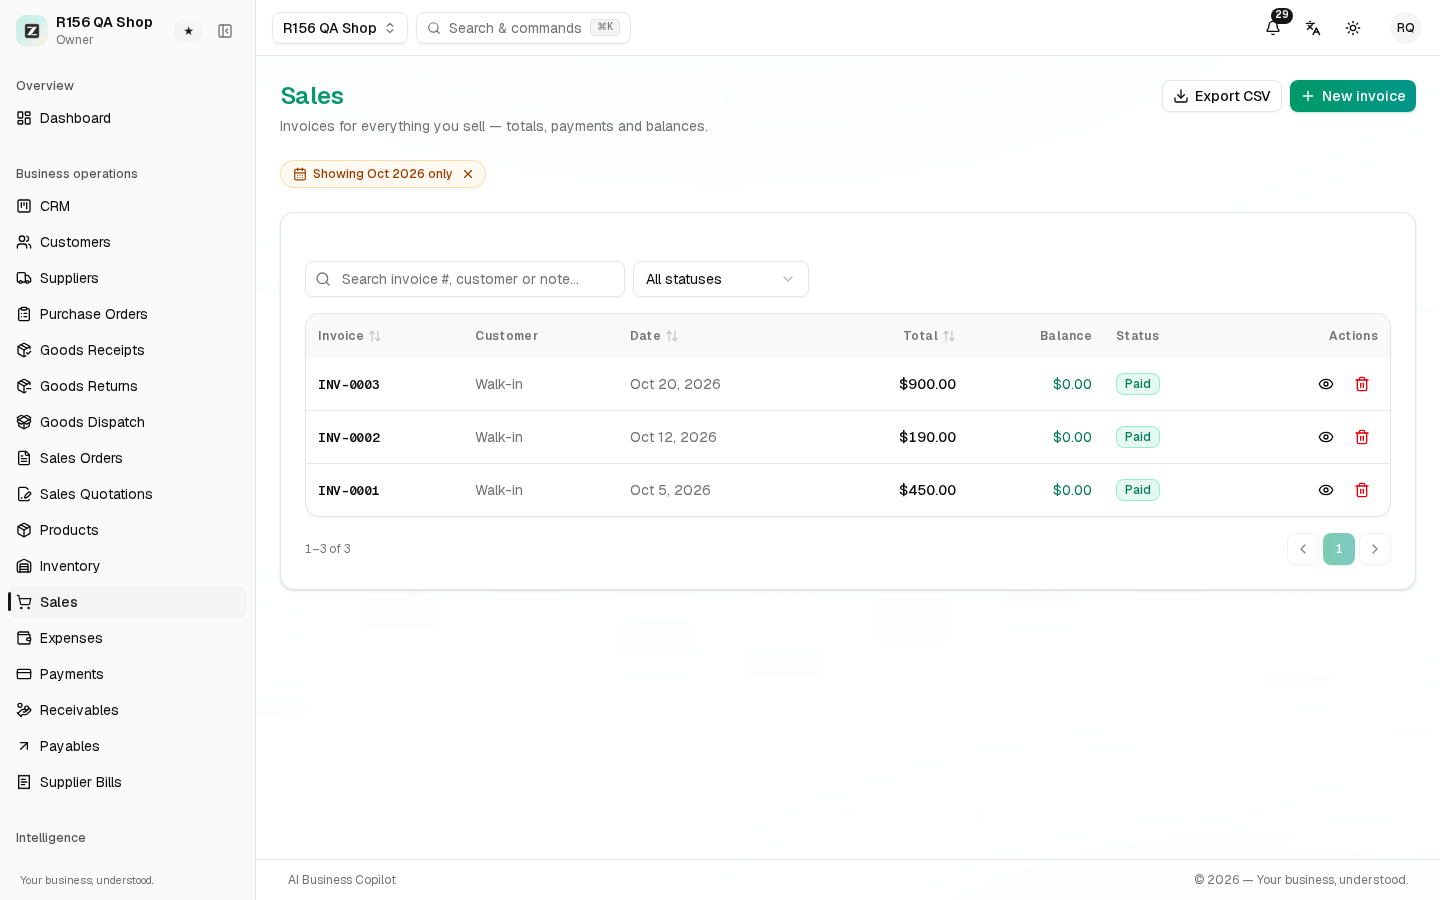 R156 QA Shop
Owner
★
Overview
Dashboard
Business operations
CRM
Customers
Suppliers
Purchase Orders
Goods Receipts
Goods Returns
Goods Dispatch
Sales Orders
Sales Quotations
Products
Inventory
Sales
Expenses
Payments
Receivables
Payables
Supplier Bills
Intelligence
Your business, understood.
R156 QA Shop
Search & commands ⌘K
29
RQ
Sales
Invoices for everything you sell — totals, payments and balances.
Export CSV
New invoice
Showing Oct 2026 only
Search invoice #, customer or note...
All statuses
Invoice Customer Date Total Balance Status Actions
INV-0003 Walk-in Oct 20, 2026 $900.00 $0.00 Paid
INV-0002 Walk-in Oct 12, 2026 $190.00 $0.00 Paid
INV-0001 Walk-in Oct 5, 2026 $450.00 $0.00 Paid
1–3 of 3
1
AI Business Copilot
© 2026 — Your business, understood.